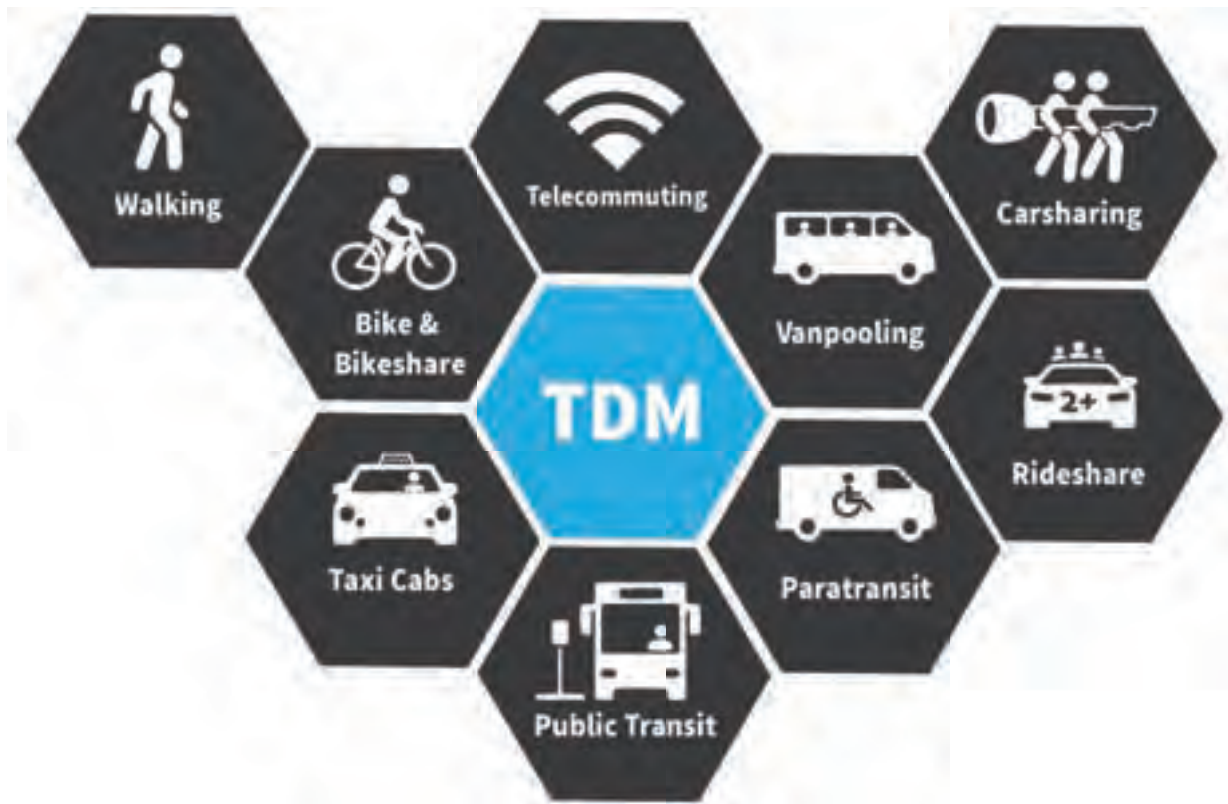 Walking
Telecommuting
Carsharing
Bike &
Bikeshare
Vanpooling
TDM
2+
Rideshare
Taxi Cabs
Paratransit
Public Transit